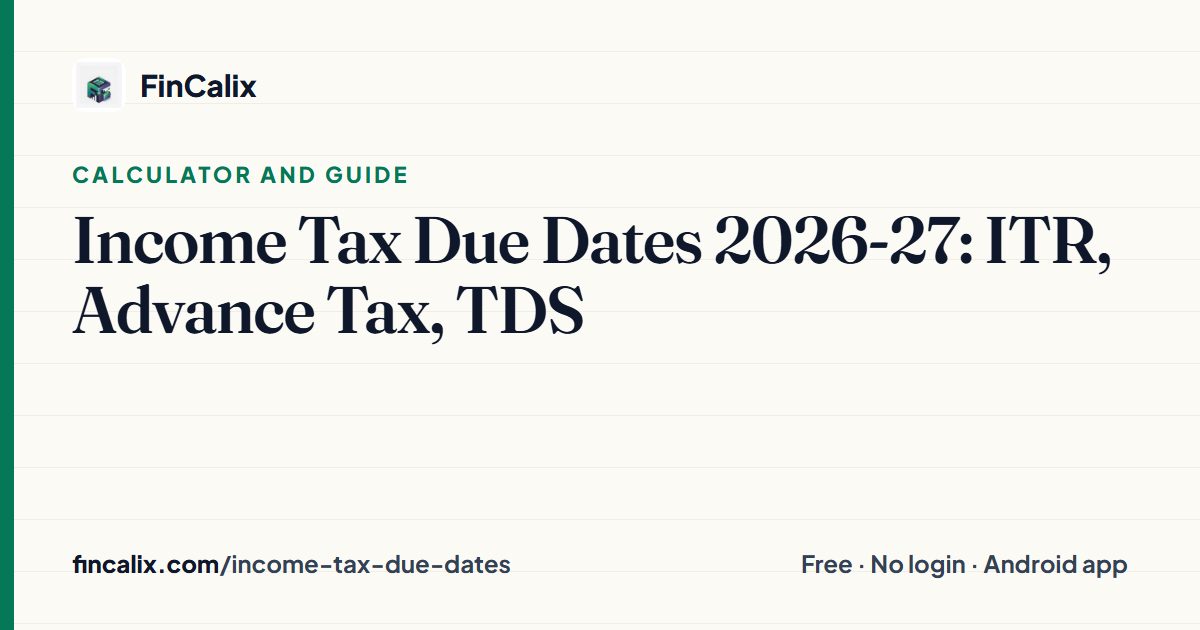 FinCalix
CALCULATOR AND GUIDE
Income Tax Due Dates 2026-27: ITR,
Advance Tax, TDS
fincalix.com/income-tax-due-dates
Free · No login · Android app